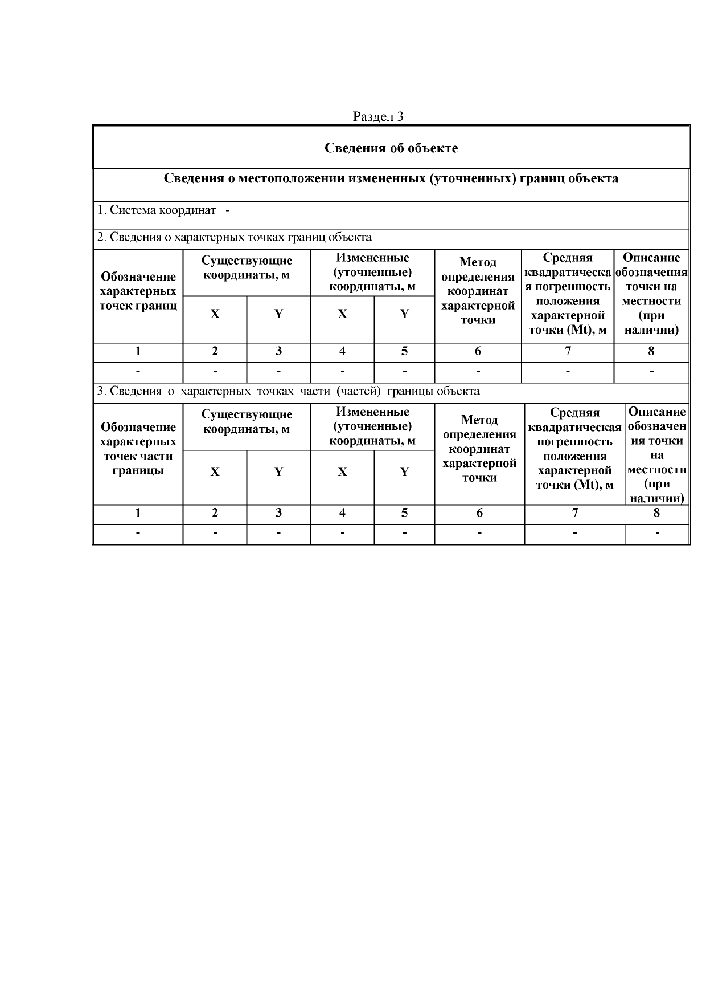 Раздел 3
Сведения об объекте
Сведения о местоположении измененных (уточненных) границ объекта
1. Система координат -
2. Сведения о характерных точках границ объекта
Обозначение
характерных
точек границ
Существующие
координаты, м
X
Y
Измененные
(уточненные)
координаты, м
X
Y
Метод
определения
координат
характерной
точки
Средняя
квадратическа
я погрешность
положения
характерной
точки (Mt), м
Описание
обозначения
точки на
местности
(при
наличии)
1 2 3 4 5 6 7 8
- - - - - - - -
3. Сведения о характерных точках части (частей) границы объекта
Обозначение
характерных
точек части
границы
Существующие
координаты, м
X
Y
Измененные
(уточненные)
координаты, м
X
Y
Метод
определения
координат
характерной
точки
Средняя
квадратическая
погрешность
положения
характерной
точки (Mt), м
Описание
обозначен
ия точки
на
местности
(при
наличии)
1 2 3 4 5 6 7 8
- - - - - - - -